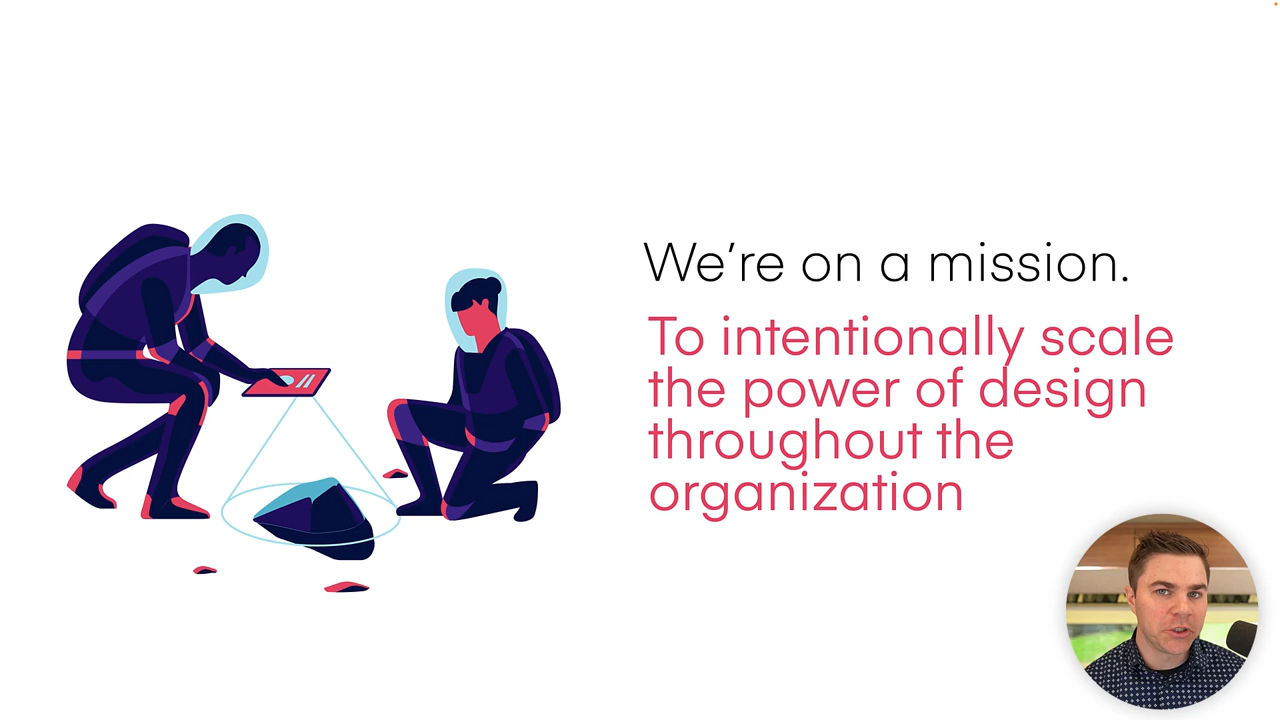 We’re on a mission.
To intentionally scale
the power of design
throughout the
organization